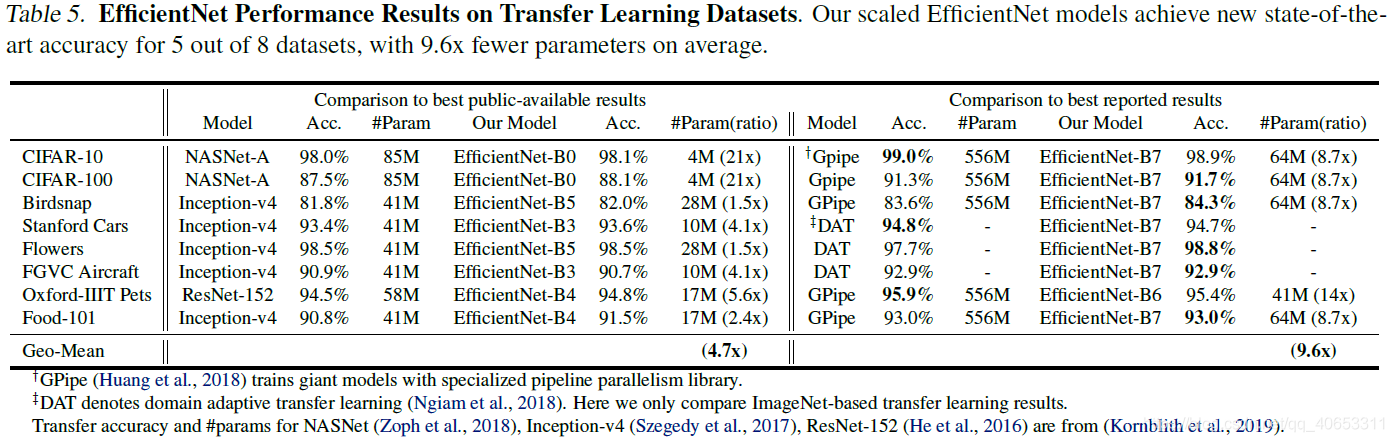 Table 5. EfficientNet Performance Results on Transfer Learning Datasets. Our scaled EfficientNet models achieve new state-of-the-
art accuracy for 5 out of 8 datasets, with 9.6x fewer parameters on average.
Comparison to best public-available results Comparison to best reported results
Model Acc. #Param Our Model Acc. #Param(ratio) Model Acc. #Param Our Model Acc. #Param(ratio)
CIFAR-10 NASNet-A 98.0% 85M EfficientNet-B0 98.1% 4M (21x) †Gpipe 99.0% 556M EfficientNet-B7 98.9% 64M (8.7x)
CIFAR-100 NASNet-A 87.5% 85M EfficientNet-B0 88.1% 4M (21x) Gpipe 91.3% 556M EfficientNet-B7 91.7% 64M (8.7x)
Birdsnap Inception-v4 81.8% 41M EfficientNet-B5 82.0% 28M (1.5x) GPipe 83.6% 556M EfficientNet-B7 84.3% 64M (8.7x)
Stanford Cars Inception-v4 93.4% 41M EfficientNet-B3 93.6% 10M (4.1x) ‡DAT 94.8% - EfficientNet-B7 94.7% -
Flowers Inception-v4 98.5% 41M EfficientNet-B5 98.5% 28M (1.5x) DAT 97.7% - EfficientNet-B7 98.8% -
FGVC Aircraft Inception-v4 90.9% 41M EfficientNet-B3 90.7% 10M (4.1x) DAT 92.9% - EfficientNet-B7 92.9% -
Oxford-IIIT Pets ResNet-152 94.5% 58M EfficientNet-B4 94.8% 17M (5.6x) GPipe 95.9% 556M EfficientNet-B6 95.4% 41M (14x)
Food-101 Inception-v4 90.8% 41M EfficientNet-B4 91.5% 17M (2.4x) GPipe 93.0% 556M EfficientNet-B7 93.0% 64M (8.7x)
Geo-Mean (4.7x) (9.6x)
†GPipe (Huang et al., 2018) trains giant models with specialized pipeline parallelism library.
‡DAT denotes domain adaptive transfer learning (Ngiam et al., 2018). Here we only compare ImageNet-based transfer learning results.
Transfer accuracy and #params for NASNet (Zoph et al., 2018), Inception-v4 (Szegedy et al., 2017), ResNet-152 (He et al., 2016) are from (Kornblith et al., 2019).